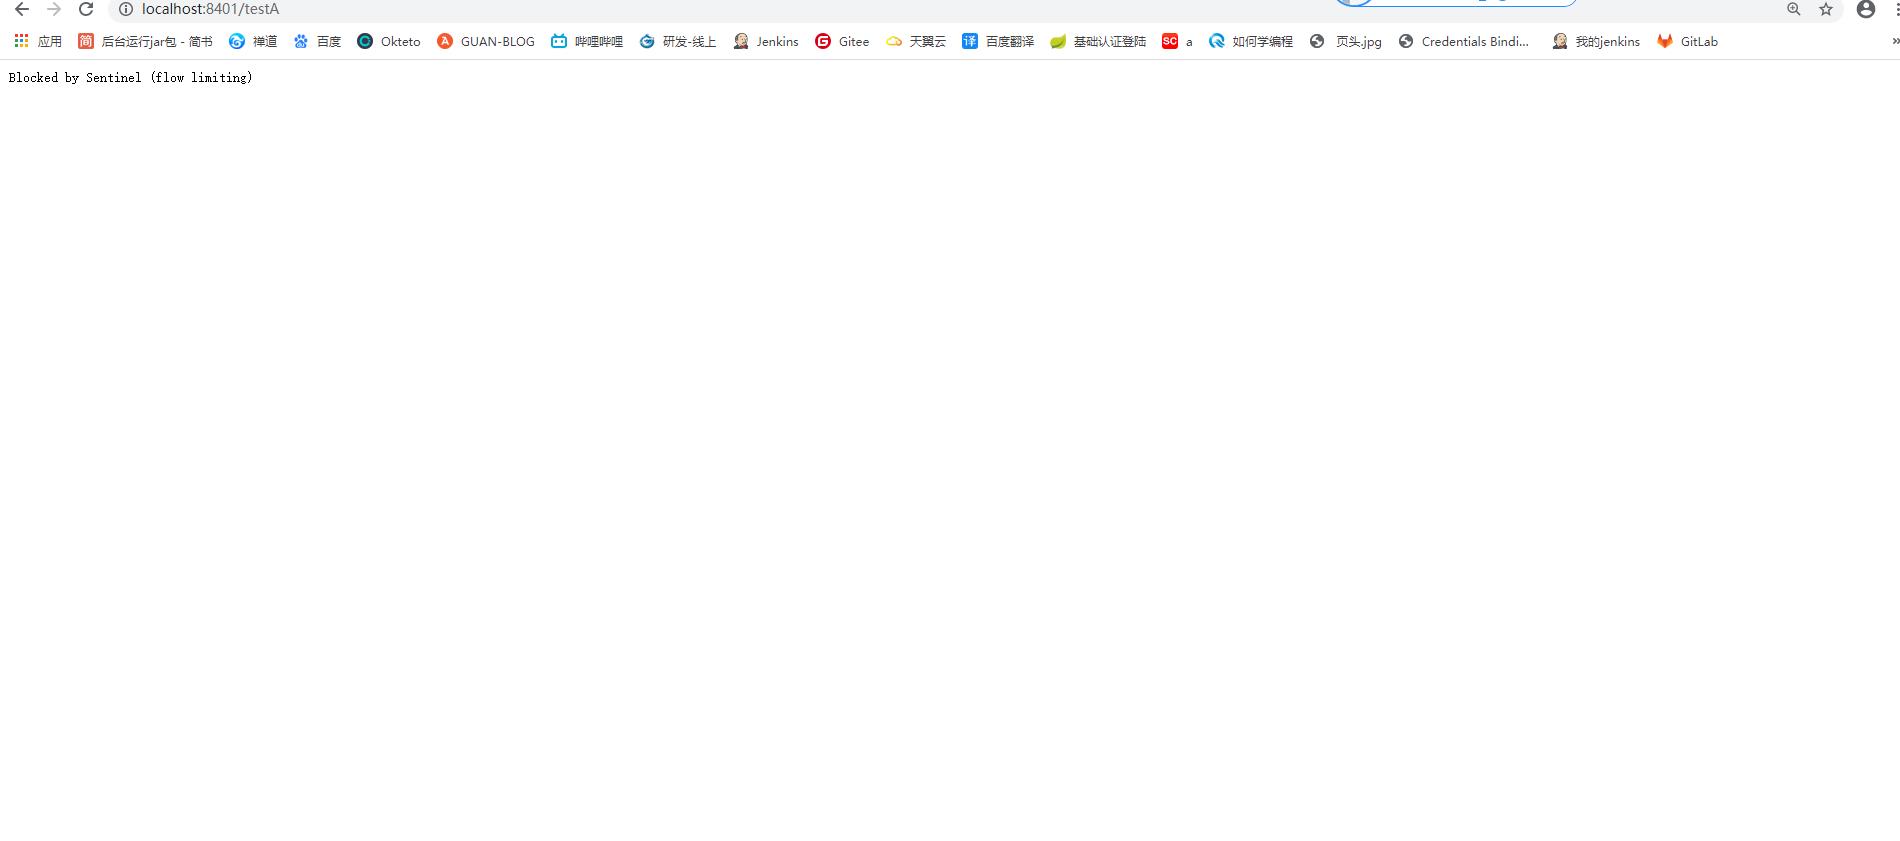 localhost:8401/testA
应用 简 后台运行jar包 - 简书 禅道 百度 Okteto A GUAN-BLOG 哔哩哔哩 研发-线上 Jenkins G Gitee 天翼云 译 百度翻译 基础认证登陆 SC a 如何学编程 页头.jpg Credentials Bindi... 我的jenkins GitLab »
Blocked by Sentinel (flow limiting)